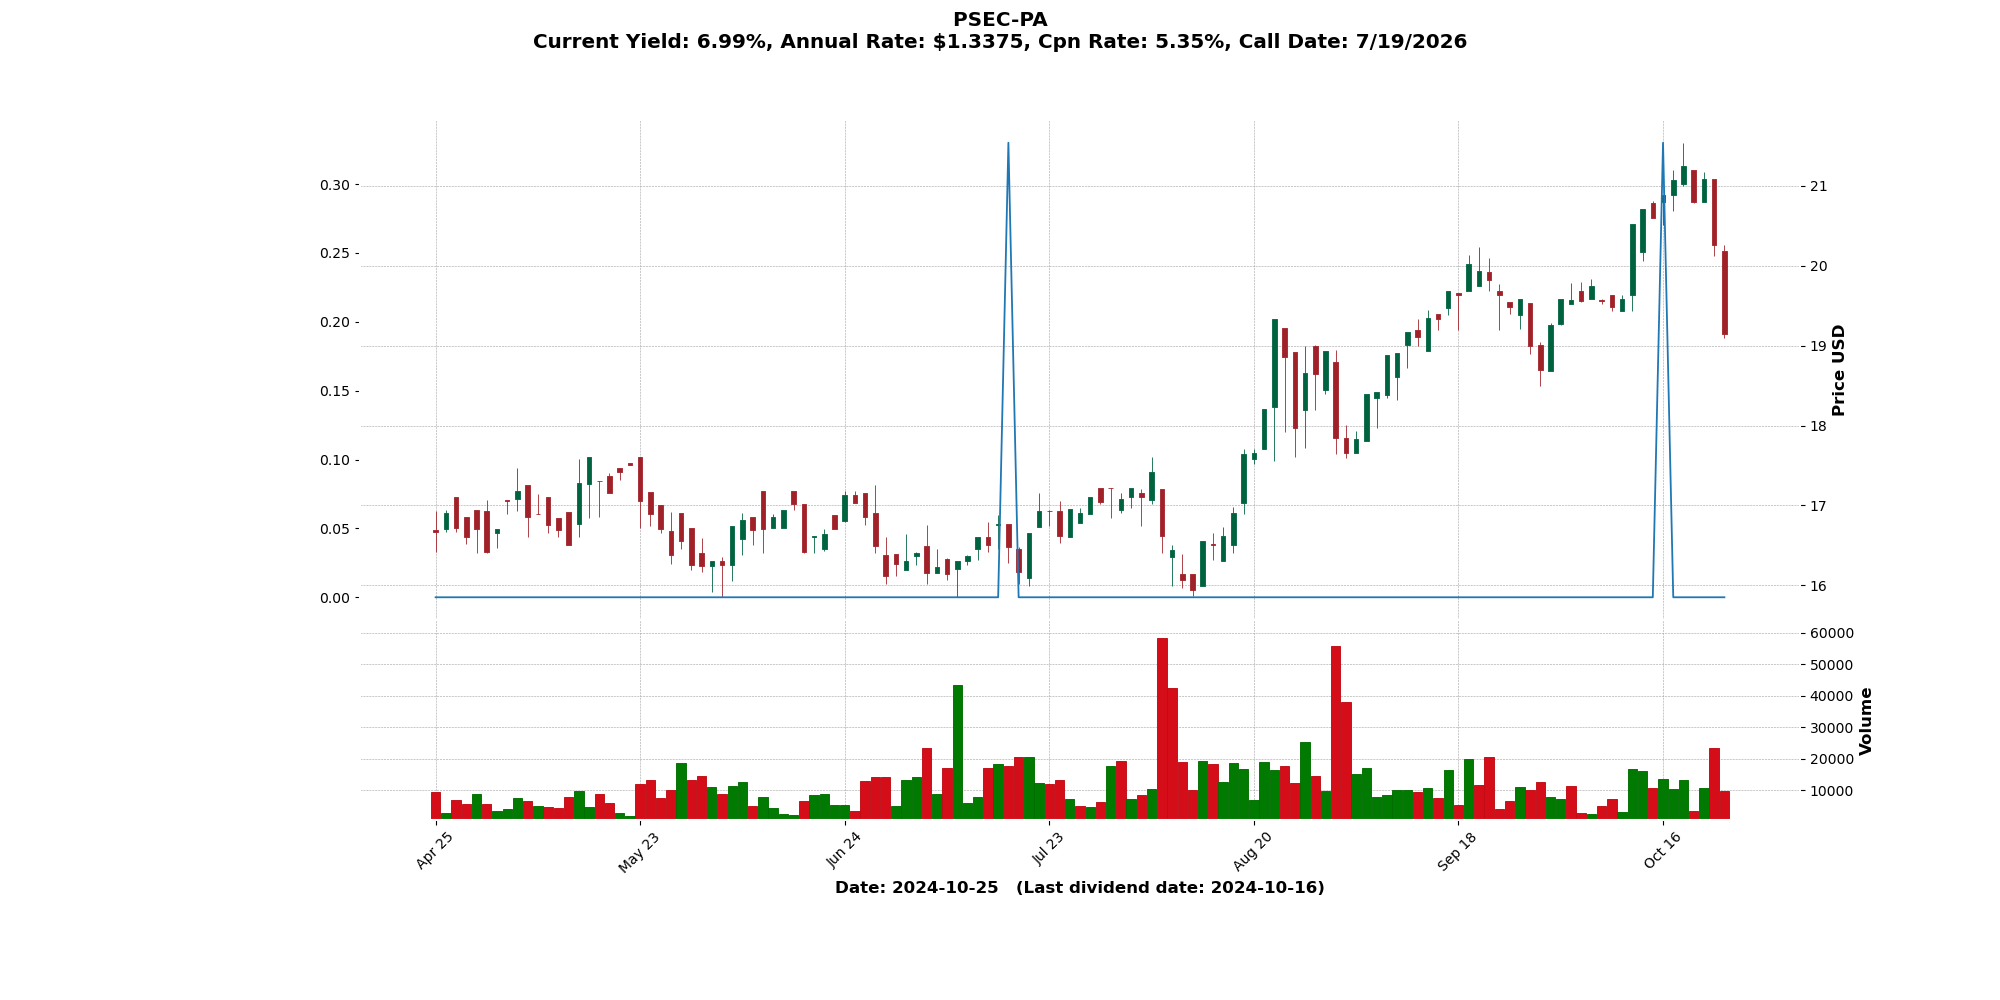 PSEC-PA
Current Yield: 6.99%, Annual Rate: $1.3375, Cpn Rate: 5.35%, Call Date: 7/19/2026
0.30
0.25
0.20
0.15
0.10
0.05
0.00
21
20
19
18
17
16
Price USD
60000
50000
40000
30000
20000
10000
Volume
Apr 25
May 23
Jun 24
Jul 23
Aug 20
Sep 18
Oct 16
Date: 2024-10-25   (Last dividend date: 2024-10-16)